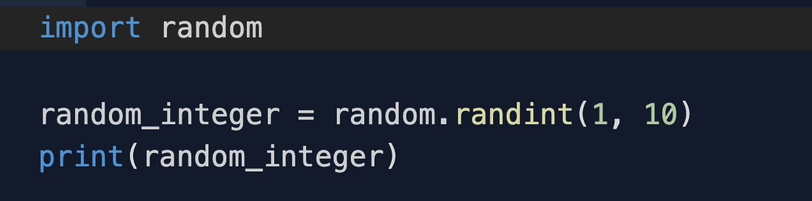 import random
random_integer = random.randint(1, 10)
print(random_integer)